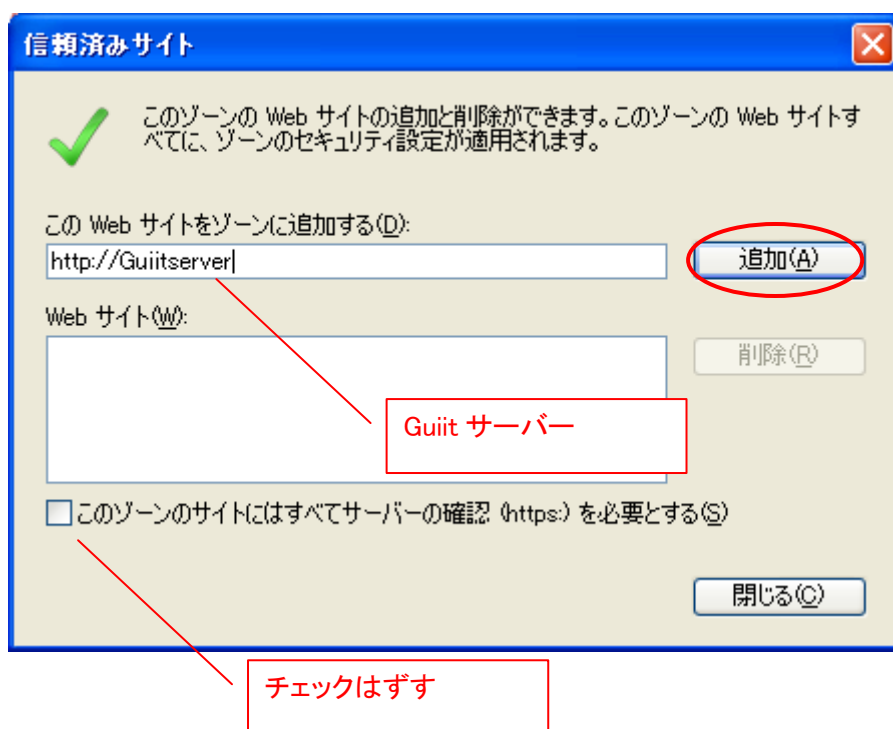 信頼済みサイト
このゾーンの Web サイトの追加と削除ができます。このゾーンの Web サイトす
べてに、ゾーンのセキュリティ設定が適用されます。
この Web サイトをゾーンに追加する(D):
http://Guiitserver
追加(A)
Web サイト(W):
削除(R)
Guiit サーバー
このゾーンのサイトにはすべてサーバーの確認 (https:) を必要とする(S)
閉じる(C)
チェックはずす